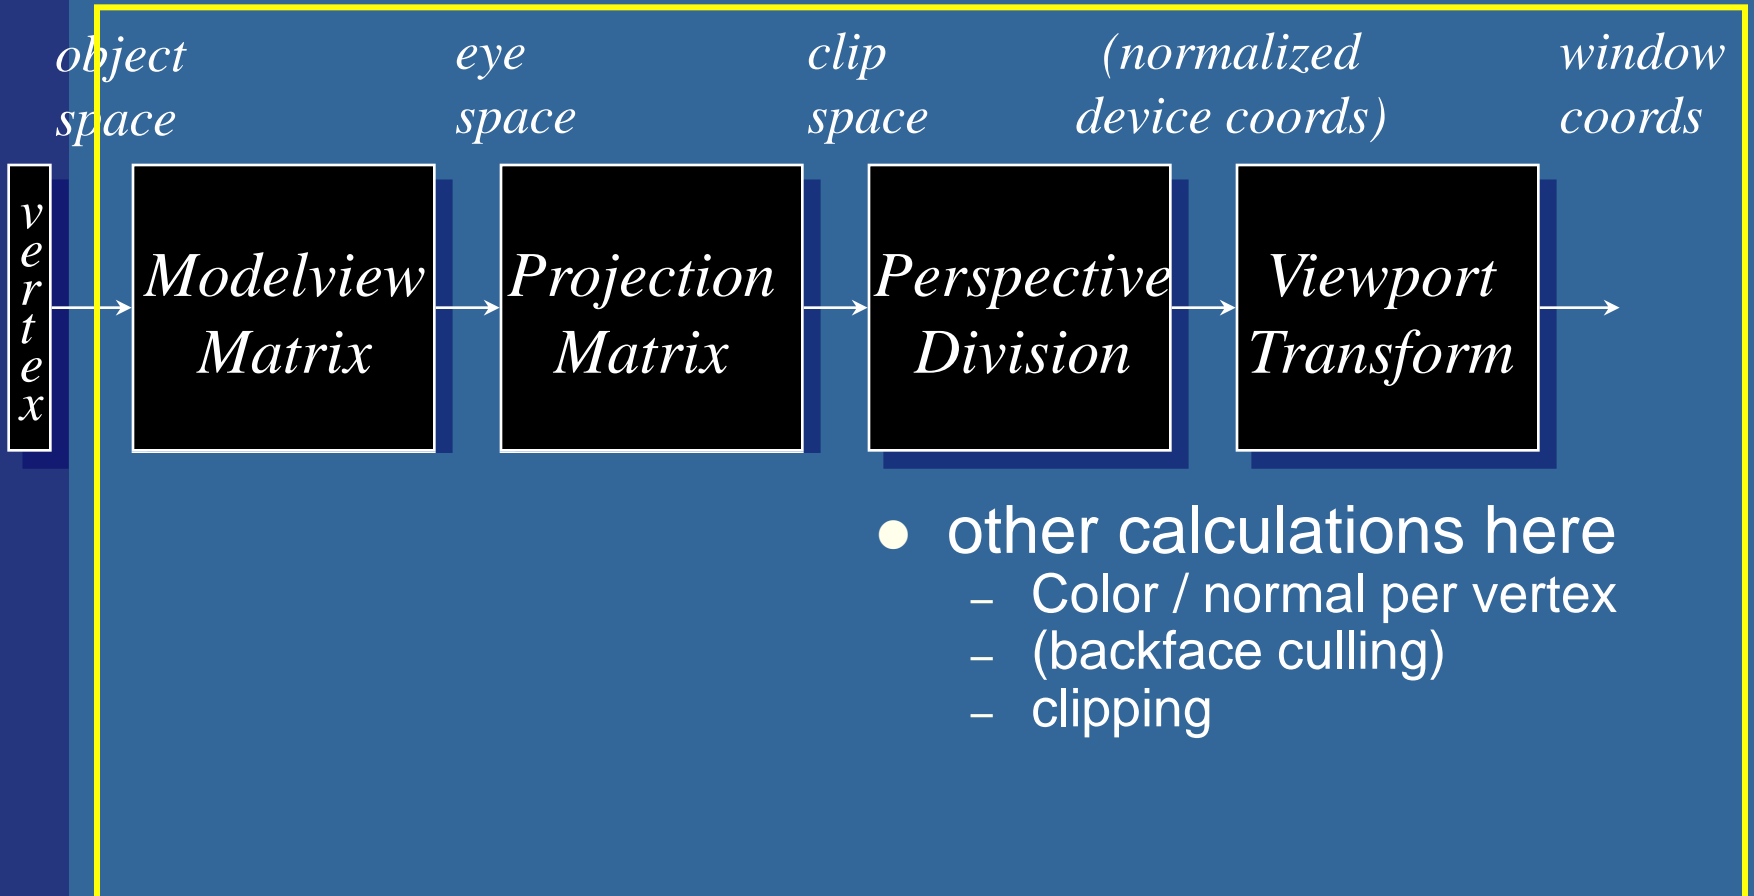 object
space
eye
space
clip
space
(normalized
device coords)
window
coords
vertex
Modelview
Matrix
Projection
Matrix
Perspective
Division
Viewport
Transform
other calculations here
– Color / normal per vertex
– (backface culling)
– clipping